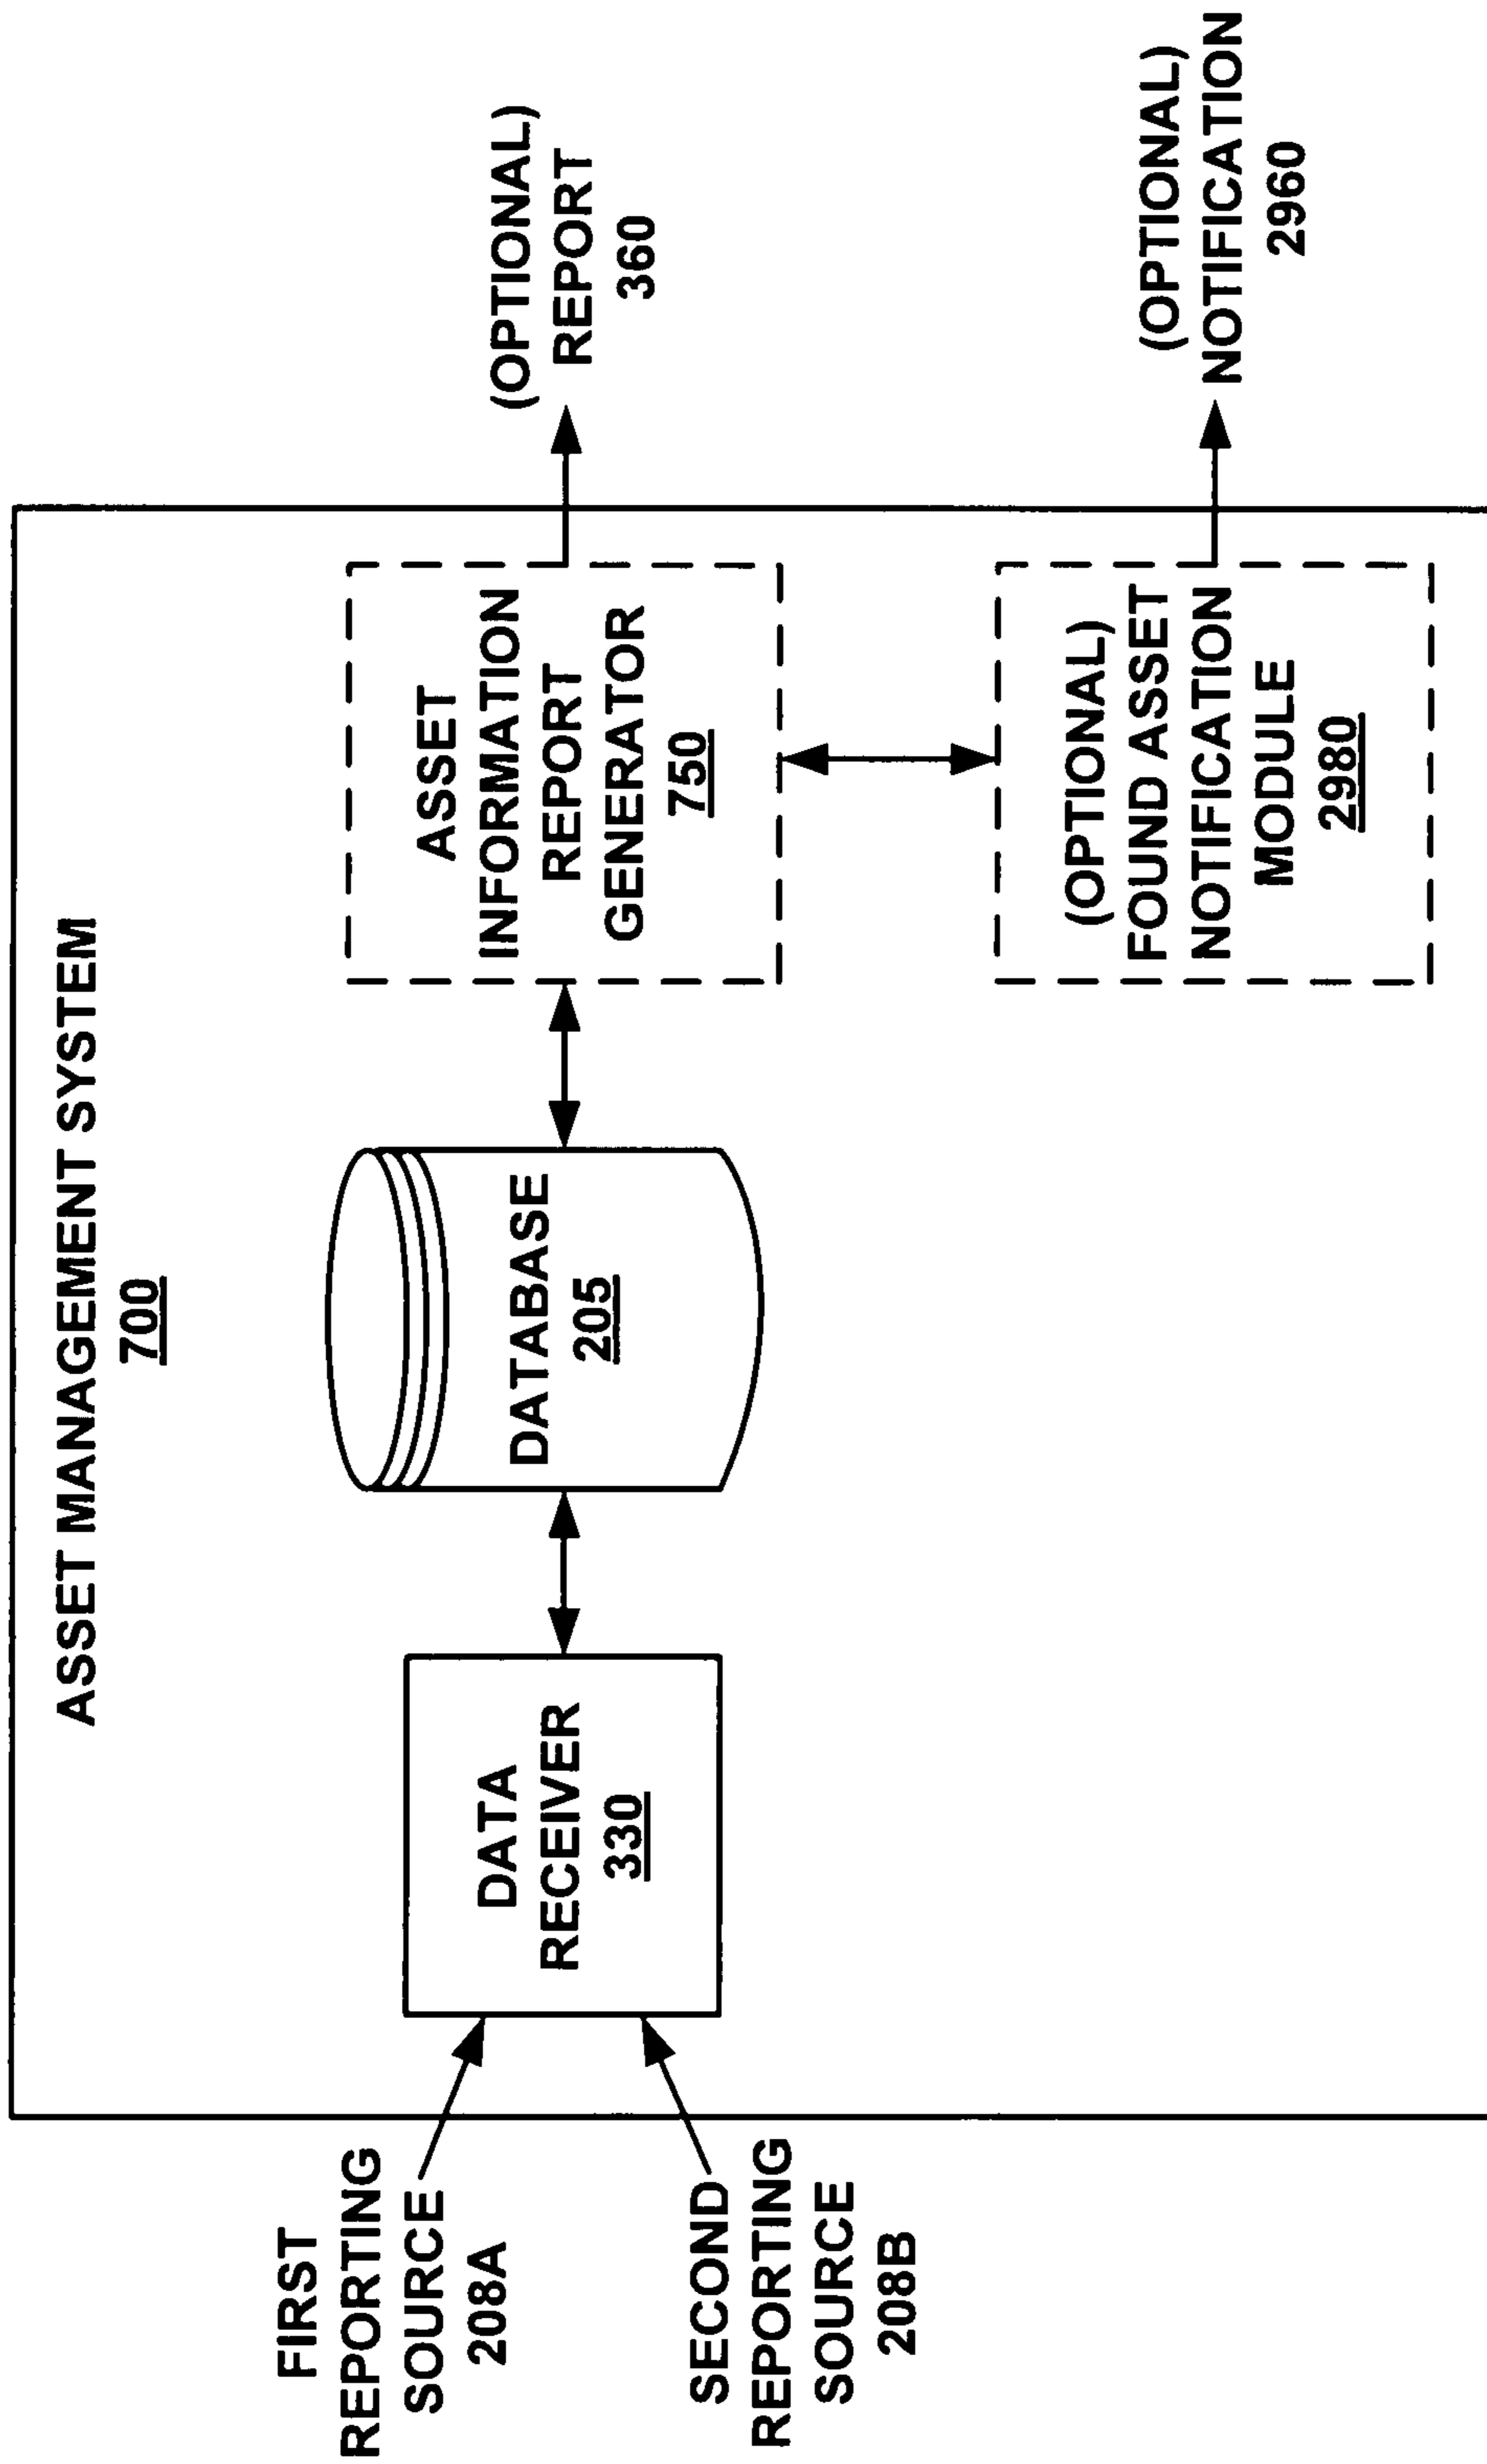 ASSET MANAGEMENT SYSTEM
700
FIRST
REPORTING
SOURCE
208A
SECOND
REPORTING
SOURCE
208B
DATA
RECEIVER
330
DATABASE
205
ASSET
INFORMATION
REPORT
GENERATOR
750
(OPTIONAL)
REPORT
360
(OPTIONAL)
FOUND ASSET
NOTIFICATION
MODULE
2980
(OPTIONAL)
NOTIFICATION
2960